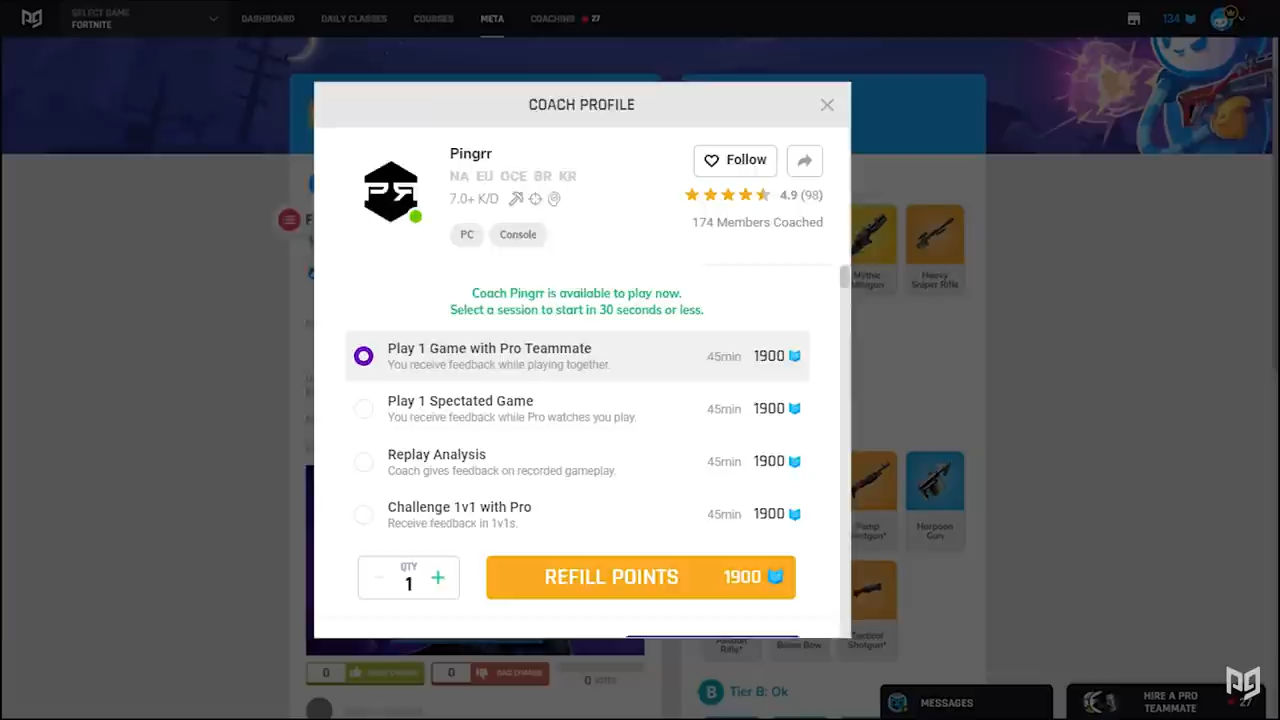 SELECT GAME
FORTNITE
DASHBOARD
DAILY CLASSES
COURSES
META
COACHING
27
134
COACH PROFILE
Pingrr
NA EU OCE BR KR
7.0+ K/D
PC
Console
Follow
4.9 (98)
174 Members Coached
Coach Pingrr is available to play now.
Select a session to start in 30 seconds or less.
Play 1 Game with Pro Teammate
You receive feedback while playing together.
45min 1900
Play 1 Spectated Game
You receive feedback while Pro watches you play.
45min 1900
Replay Analysis
Coach gives feedback on recorded gameplay.
45min 1900
Challenge 1v1 with Pro
Receive feedback in 1v1s.
45min 1900
QTY
1
REFILL POINTS 1900
Mythic
Heavy
Sniper Rifle
Harpoon
Gun
Rifle*
Boom Bow
Tactical
Shotgun*
0
0
0 VOTES
B Tier B: Ok
MESSAGES
HIRE A PRO
TEAMMATE
27